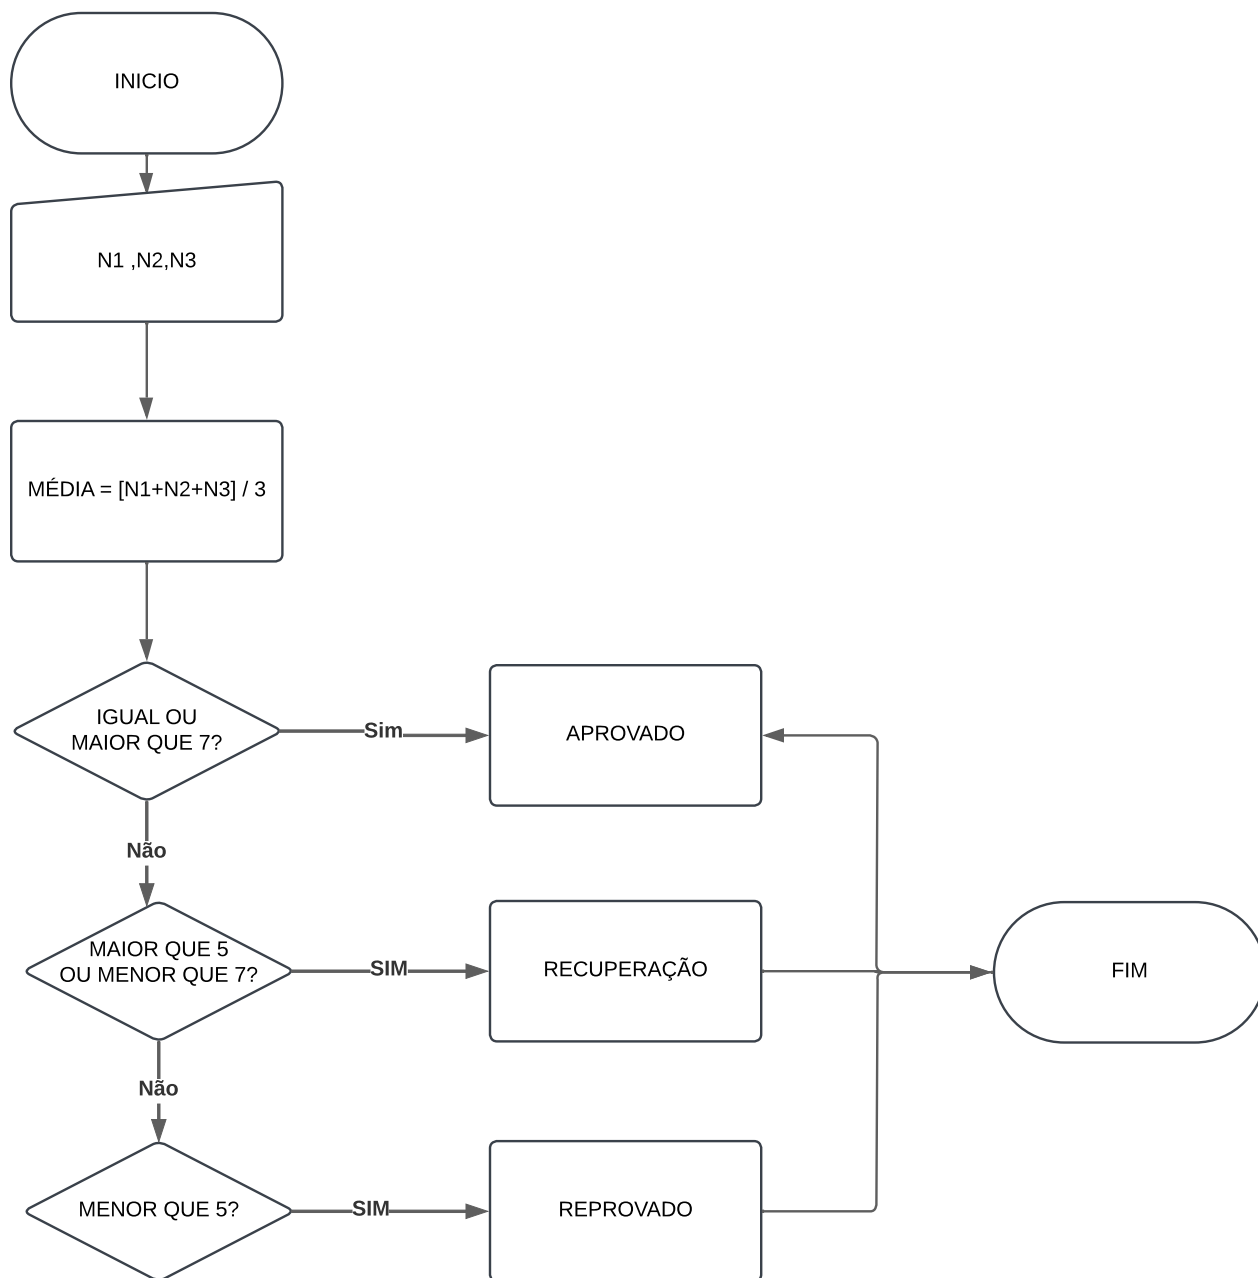 INICIO
N1 ,N2,N3
MÉDIA = [N1+N2+N3] / 3
IGUAL OU
MAIOR QUE 7?
Sim
APROVADO
Não
MAIOR QUE 5
OU MENOR QUE 7?
SIM
RECUPERAÇÃO
FIM
Não
MENOR QUE 5?
SIM
REPROVADO